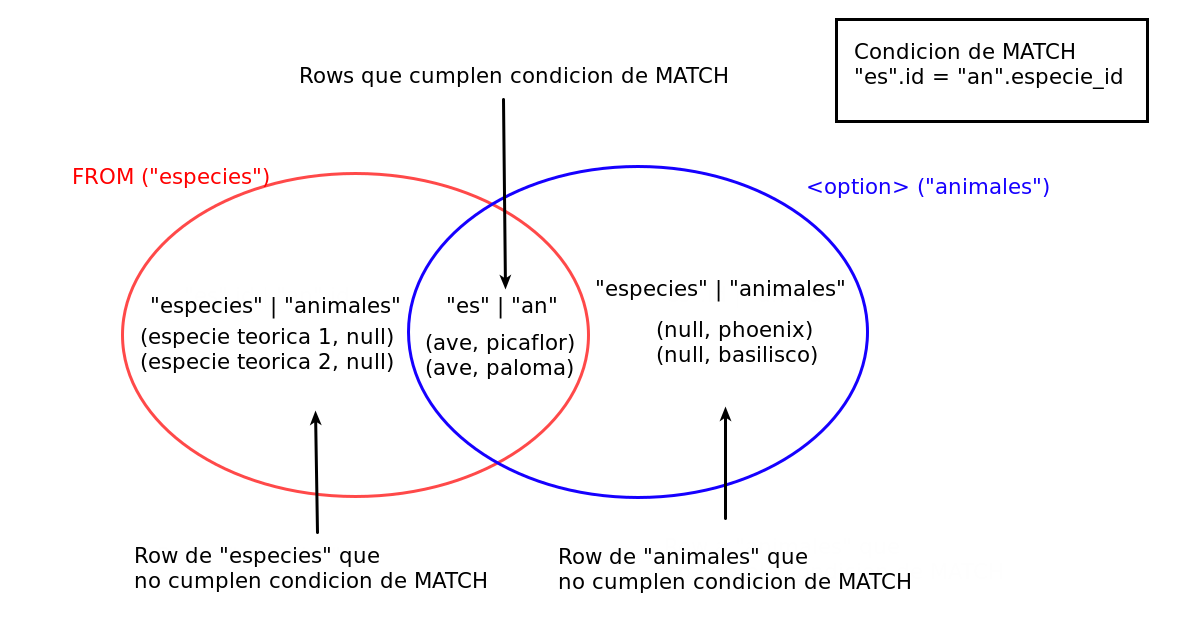 Condicion de MATCH
"es".id = "an".especie_id
Rows que cumplen condicion de MATCH
FROM ("especies")
<option> ("animales")
"especies" | "animales"
(especie teorica 1, null)
(especie teorica 2, null)
"es" | "an"
(ave, picaflor)
(ave, paloma)
"especies" | "animales"
(null, phoenix)
(null, basilisco)
Row de "especies" que
no cumplen condicion de MATCH
Row de "animales" que
no cumplen condicion de MATCH